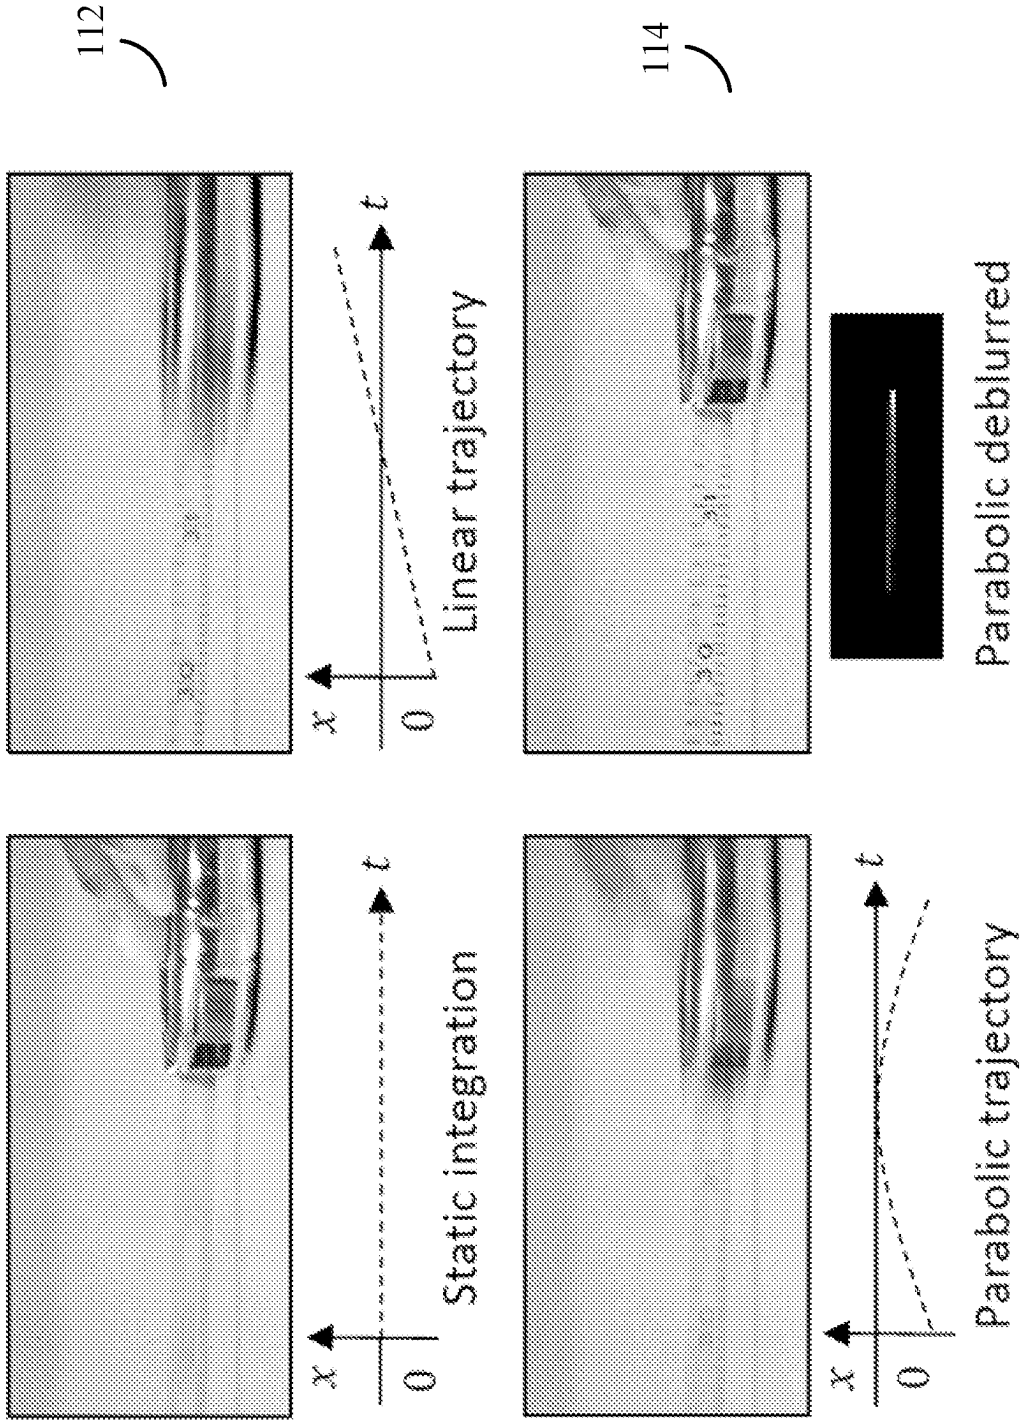 112
x
t
0
Static integration
x
t
0
Linear trajectory
114
x
t
0
Parabolic trajectory
Parabolic deblurred